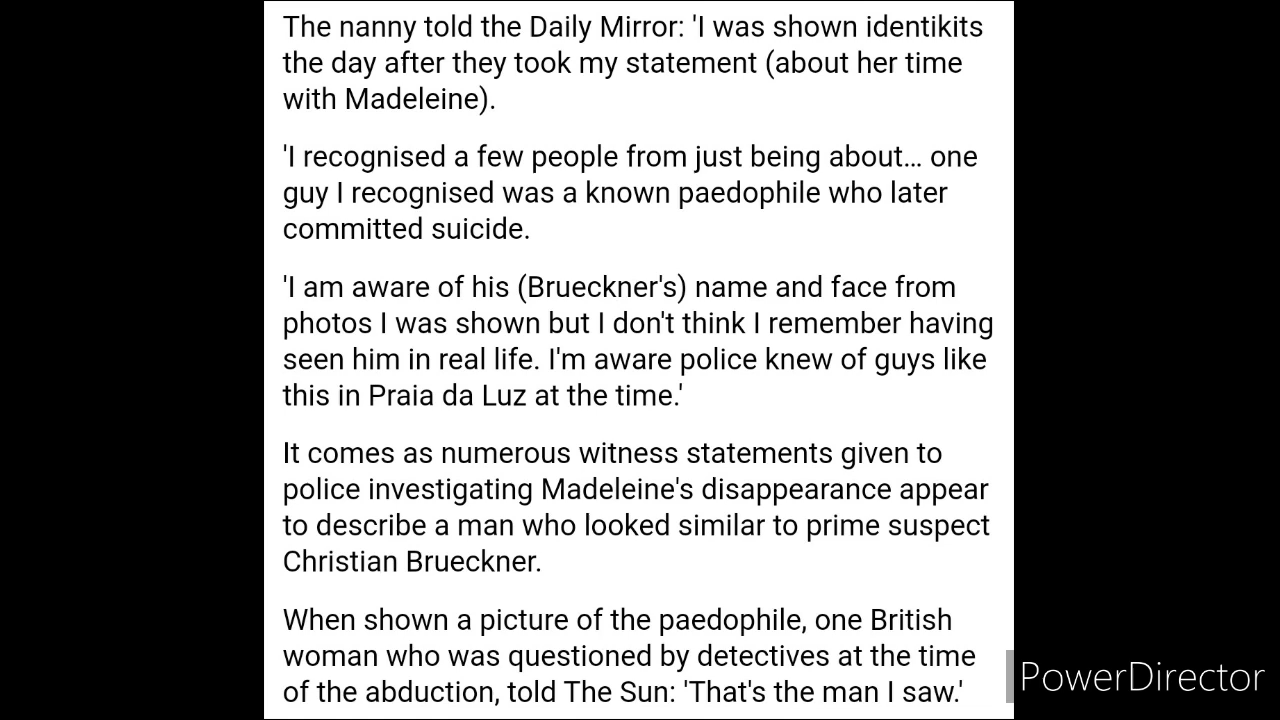 The nanny told the Daily Mirror: 'I was shown identikits
the day after they took my statement (about her time
with Madeleine).
'I recognised a few people from just being about... one
guy I recognised was a known paedophile who later
committed suicide.
'I am aware of his (Brueckner's) name and face from
photos I was shown but I don't think I remember having
seen him in real life. I'm aware police knew of guys like
this in Praia da Luz at the time.'
It comes as numerous witness statements given to
police investigating Madeleine's disappearance appear
to describe a man who looked similar to prime suspect
Christian Brueckner.
When shown a picture of the paedophile, one British
woman who was questioned by detectives at the time
of the abduction, told The Sun: 'That's the man I saw.'
PowerDirector